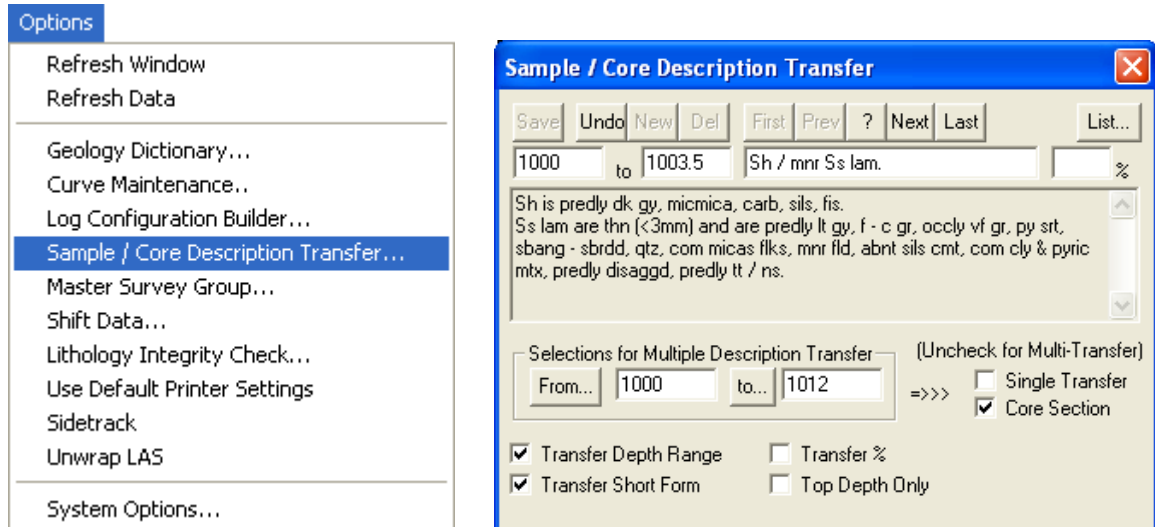 Options
Refresh Window
Refresh Data
Geology Dictionary...
Curve Maintenance..
Log Configuration Builder...
Sample / Core Description Transfer...
Master Survey Group...
Shift Data...
Lithology Integrity Check...
Use Default Printer Settings
Sidetrack
Unwrap LAS
System Options...
Sample / Core Description Transfer
Save Undo New Del First Prev ? Next Last List...
1000 to 1003.5 Sh / mnr Ss lam. %
Sh is predly dk gy, micmica, carb, sils, fis.
Ss lam are thn (<3mm) and are predly lt gy, f - c gr, occly vf gr, py srt,
sbang - sbrdd, qtz, com micas flks, mnr fld, abnt sils cmt, com cly & pyric
mtx, predly disaggd, predly tt / ns.
Selections for Multiple Description Transfer (Uncheck for Multi-Transfer)
From... 1000 to... 1012 =>>> Single Transfer
Core Section
Transfer Depth Range Transfer %
Transfer Short Form Top Depth Only